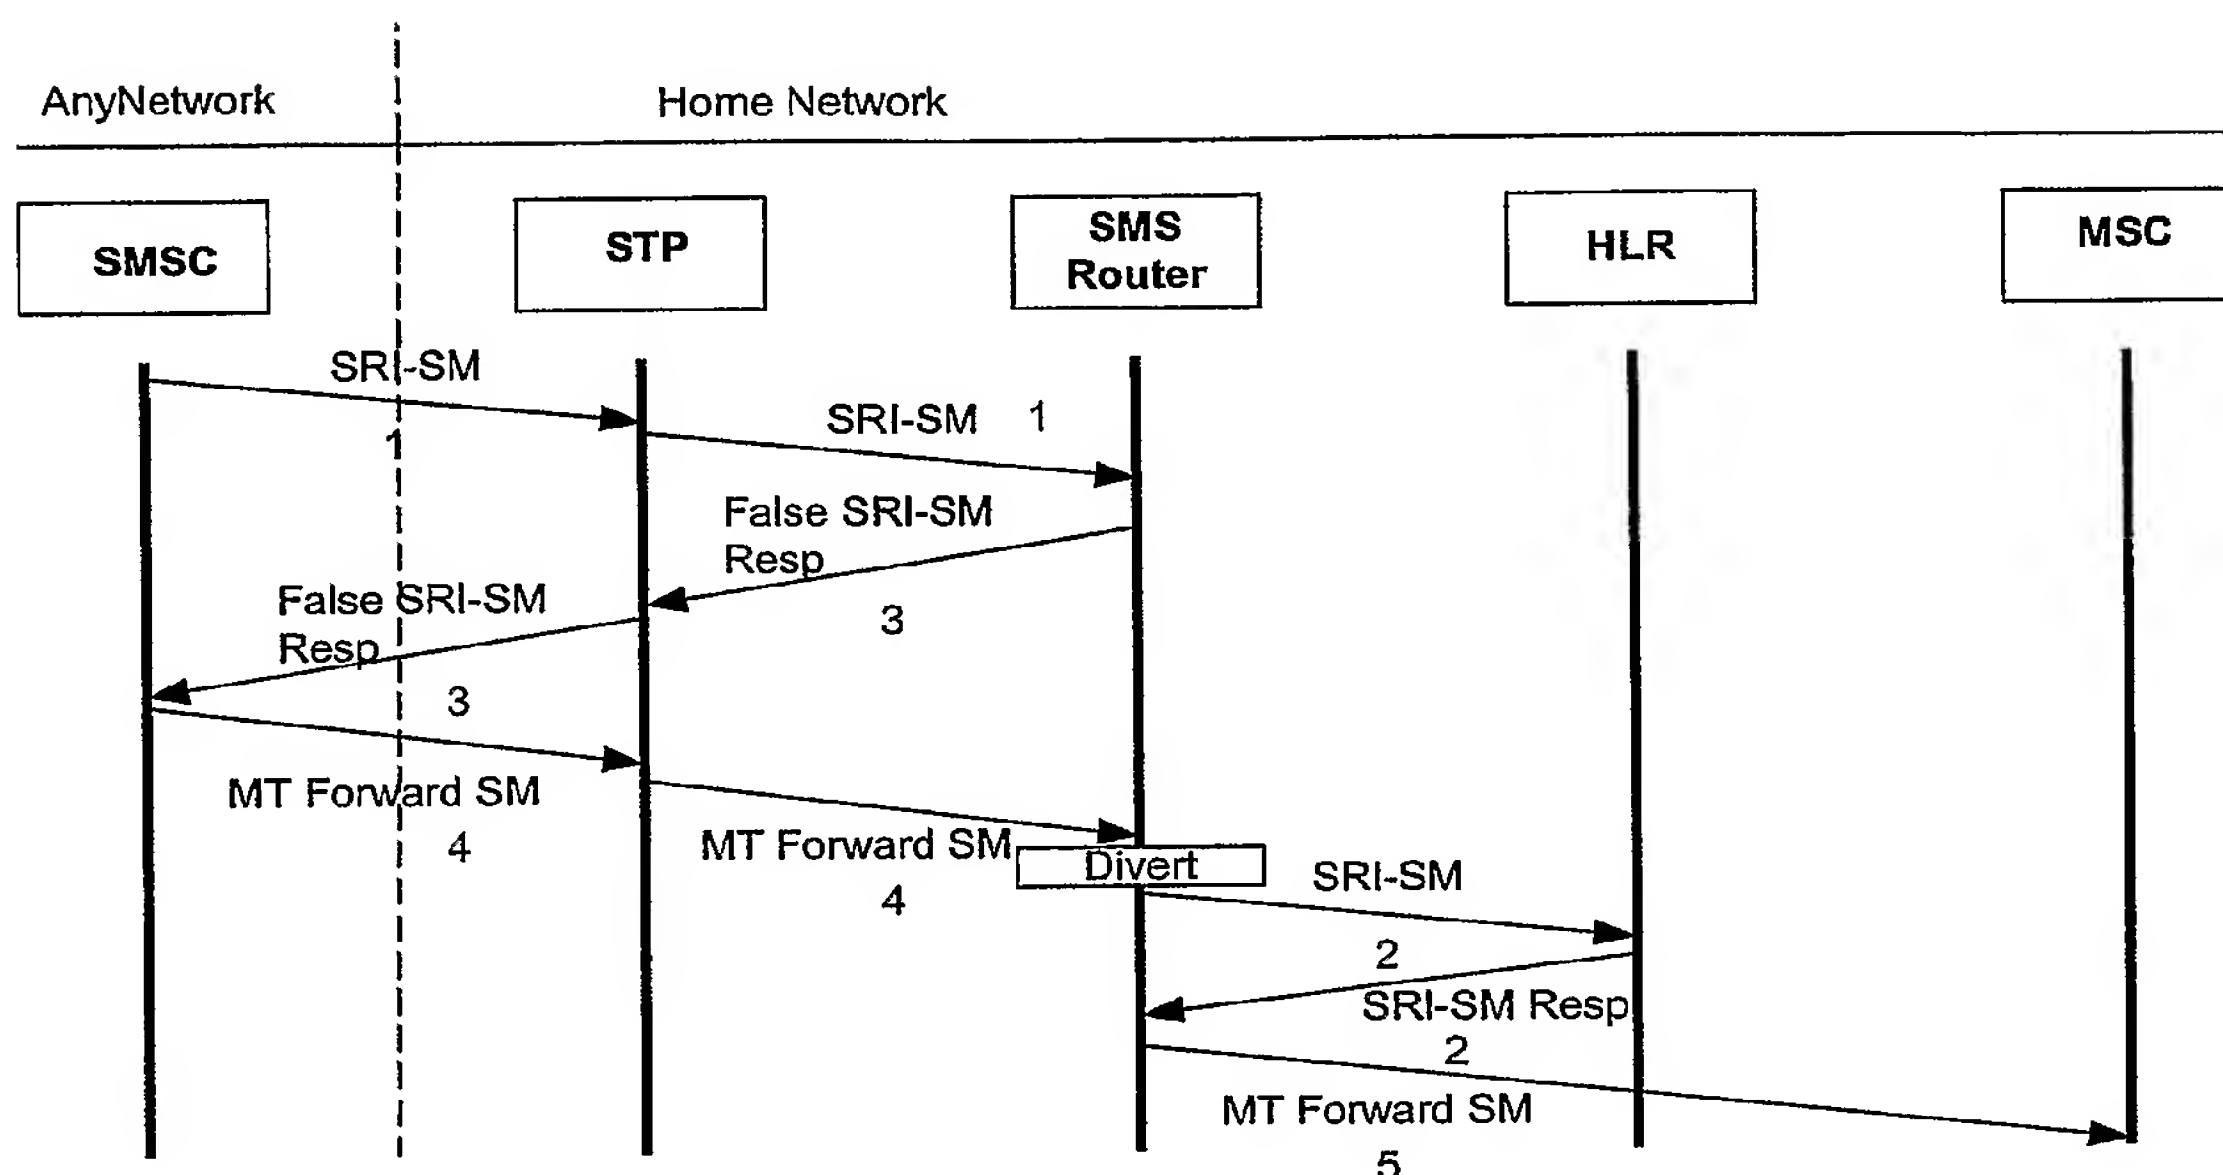 AnyNetwork
Home Network
SMSC
STP
SMS
Router
HLR
MSC
SRI-SM
1
SRI-SM
1
False SRI-SM
Resp
3
False SRI-SM
Resp
3
MT Forward SM
4
MT Forward SM
4
Divert
SRI-SM
2
SRI-SM Resp
2
MT Forward SM
5